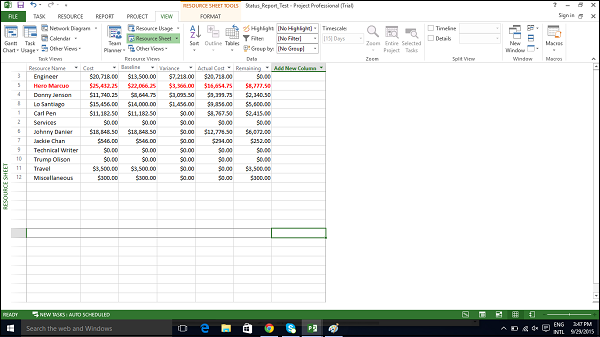 RESOURCE SHEET TOOLS Status_Report_Test - Project Professional (Trial)
FILE TASK RESOURCE REPORT PROJECT VIEW FORMAT Sign in
Network Diagram Resource Usage Highlight: [No Highlight] Timescale: Timeline
Gantt Chart Task Usage Calendar Team Planner Resource Sheet Sort Outline Tables Filter: [No Filter] [15] Days Zoom Entire Project Selected Tasks Details New Window Macros
Other Views Other Views Group by: [No Group]
Task Views Resource Views Data Zoom Split View Window Macros
Resource Name Cost Baseline Variance Actual Cost Remaining Add New Column
3 Engineer $20,718.00 $13,500.00 $7,218.00 $20,718.00 $0.00
5 Hero Marcuo $25,432.25 $22,066.25 $3,366.00 $16,654.75 $8,777.50
4 Donny Jenson $11,740.25 $8,644.75 $3,095.50 $9,399.75 $2,340.50
8 Lo Santiago $15,456.00 $14,000.00 $1,456.00 $9,856.00 $5,600.00
1 Carl Pen $11,182.50 $11,182.50 $0.00 $8,767.50 $2,415.00
2 Services $0.00 $0.00 $0.00 $0.00 $0.00
6 Johnny Danier $18,848.50 $18,848.50 $0.00 $12,776.50 $6,072.00
7 Jackie Chan $546.00 $546.00 $0.00 $294.00 $252.00
9 Technical Writer $0.00 $0.00 $0.00 $0.00 $0.00
10 Trump Olison $0.00 $0.00 $0.00 $0.00 $0.00
11 Travel $3,500.00 $3,500.00 $0.00 $0.00 $3,500.00
12 Miscellaneous $300.00 $300.00 $0.00 $0.00 $300.00
RESOURCE SHEET
READY NEW TASKS : AUTO SCHEDULED
Search the web and Windows ENG 3:47 PM
INTL 9/29/2015